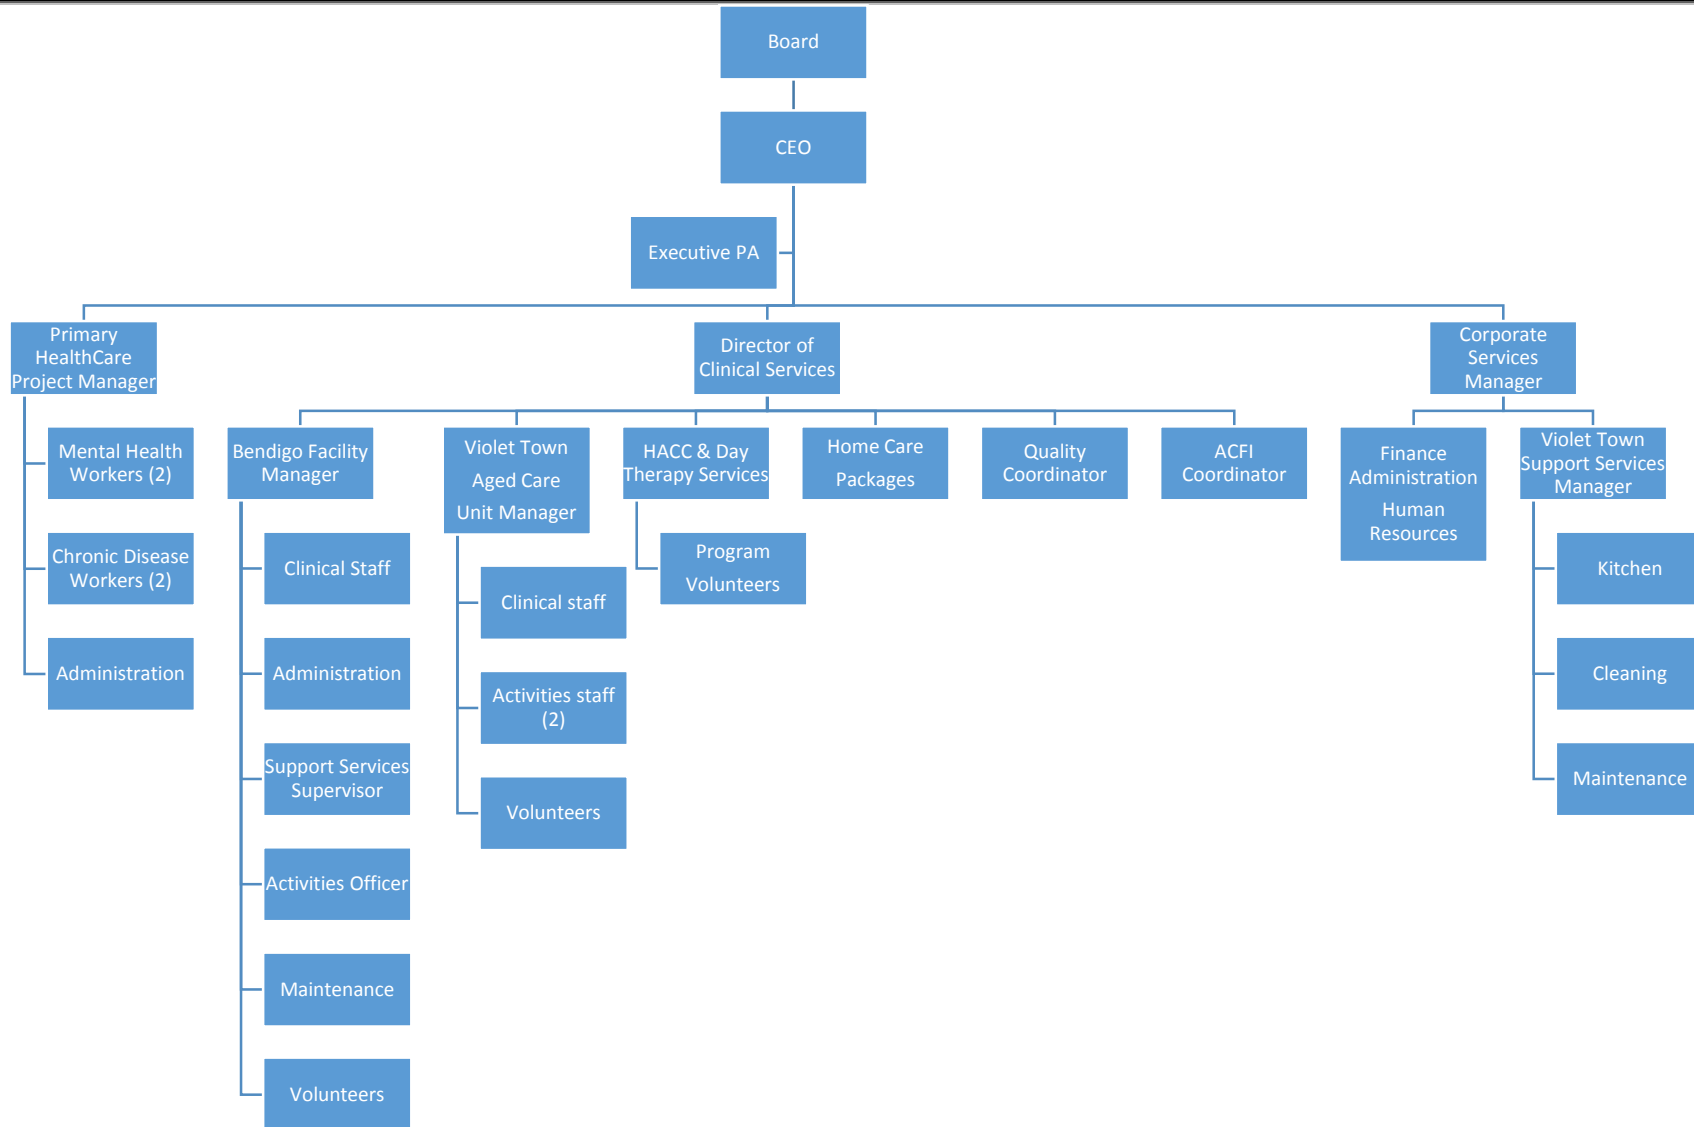 Board
CEO
Executive PA
Primary
HealthCare
Project Manager
Director of
Clinical Services
Corporate
Services
Manager
Mental Health
Workers (2)
Chronic Disease
Workers (2)
Administration
Bendigo Facility
Manager
Clinical Staff
Administration
Support Services
Supervisor
Activities Officer
Maintenance
Volunteers
Violet Town
Aged Care
Unit Manager
Clinical staff
Activities staff
(2)
Volunteers
HACC & Day
Therapy Services
Program
Volunteers
Home Care
Packages
Quality
Coordinator
ACFI
Coordinator
Finance
Administration
Human
Resources
Violet Town
Support Services
Manager
Kitchen
Cleaning
Maintenance